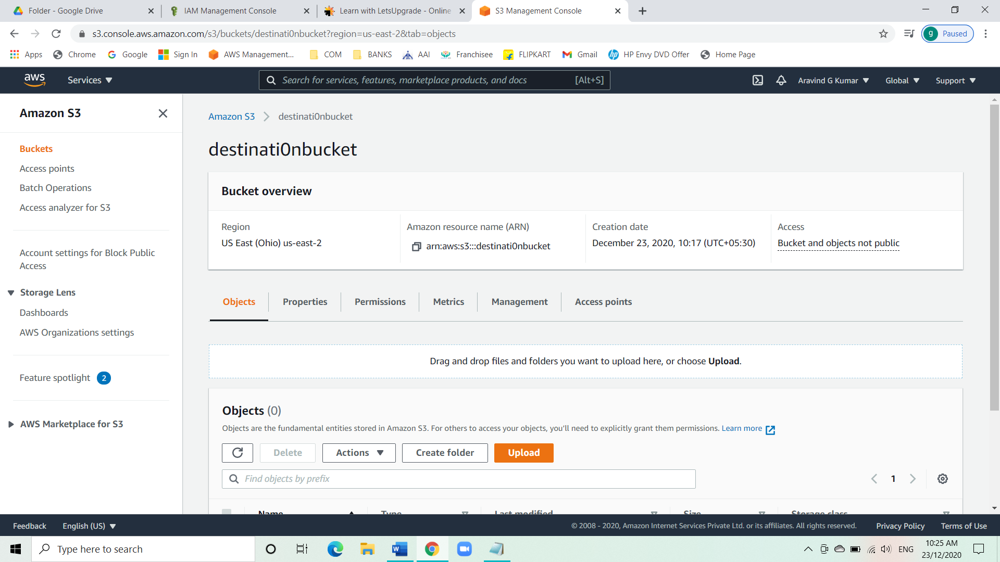 Folder - Google Drive
IAM Management Console
Learn with LetsUpgrade - Online
S3 Management Console
s3.console.aws.amazon.com/s3/buckets/destinati0nbucket?region=us-east-2&tab=objects
g Paused
Apps Chrome Google Sign In AWS Management... COM BANKS AAI Franchisee FLIPKART Gmail HP Envy DVD Offer Home Page
aws Services Search for services, features, marketplace products, and docs [Alt+S] Aravind G Kumar Global Support
Amazon S3
Buckets
Access points
Batch Operations
Access analyzer for S3
Account settings for Block Public
Access
Storage Lens
Dashboards
AWS Organizations settings
Feature spotlight 2
AWS Marketplace for S3
Amazon S3 destinati0nbucket
destinati0nbucket
Bucket overview
Region
US East (Ohio) us-east-2
Amazon resource name (ARN)
arn:aws:s3:::destinati0nbucket
Creation date
December 23, 2020, 10:17 (UTC+05:30)
Access
Bucket and objects not public
Objects Properties Permissions Metrics Management Access points
Drag and drop files and folders you want to upload here, or choose Upload.
Objects (0)
Objects are the fundamental entities stored in Amazon S3. For others to access your objects, you'll need to explicitly grant them permissions. Learn more
Delete Actions Create folder Upload
Find objects by prefix
1
Name Type Last modified Size Storage class
Feedback English (US) © 2008 - 2020, Amazon Internet Services Private Ltd. or its affiliates. All rights reserved. Privacy Policy Terms of Use
Type here to search
ENG
10:25 AM
23/12/2020